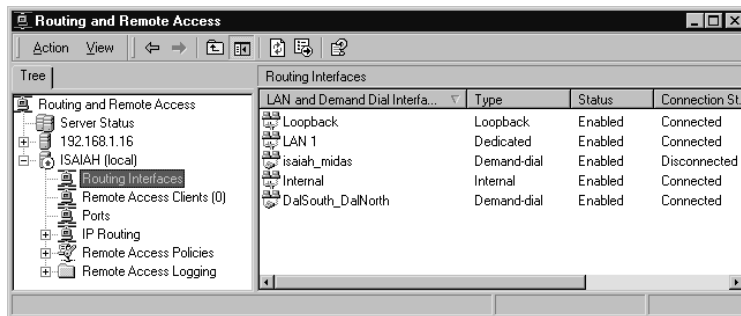 Routing and Remote Access
Action View
Tree
Routing Interfaces
Routing and Remote Access
Server Status
192.168.1.16
ISAIAH (local)
Routing Interfaces
Remote Access Clients (0)
Ports
IP Routing
Remote Access Policies
Remote Access Logging
LAN and Demand Dial Interfa... Type Status Connection St.
Loopback Loopback Enabled Connected
LAN 1 Dedicated Enabled Connected
isaiah_midas Demand-dial Enabled Disconnected
Internal Internal Enabled Connected
DalSouth_DalNorth Demand-dial Enabled Connected